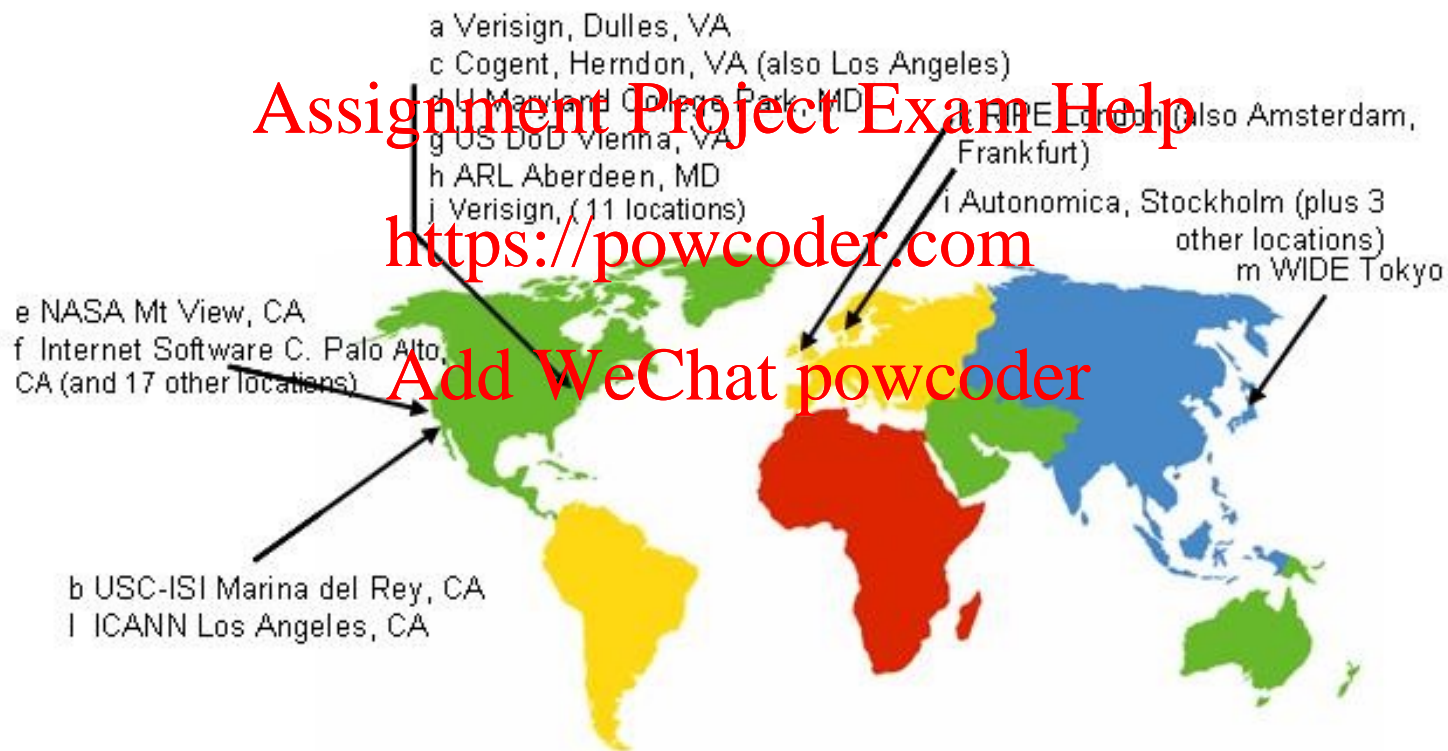 a Verisign, Dulles, VA
c Cogent, Herndon, VA (also Los Angeles)
d U Maryland College Park, MD
g US DoD Vienna, VA
h ARL Aberdeen, MD
j Verisign, ( 11 locations)
Assignment Project Exam Help
k RIPE London (also Amsterdam,
Frankfurt)
i Autonomica, Stockholm (plus 3
other locations)
m WIDE Tokyo
https://powcoder.com
e NASA Mt View, CA
f Internet Software C. Palo Alto,
CA (and 17 other locations)
Add WeChat powcoder
b USC-ISI Marina del Rey, CA
l ICANN Los Angeles, CA